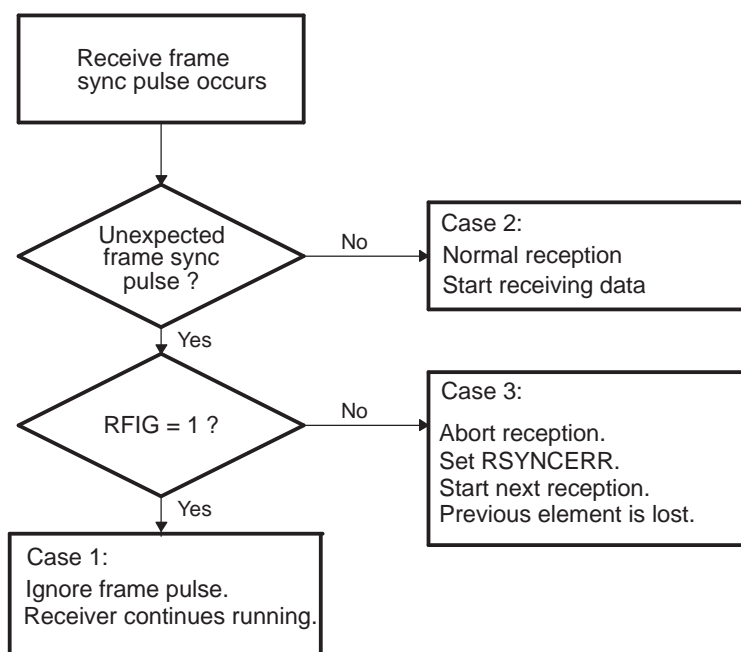 Receive frame
sync pulse occurs
Unexpected
frame sync
pulse ?
No
Case 2:
Normal reception
Start receiving data
Yes
RFIG = 1 ?
No
Case 3:
Abort reception.
Set RSYNCERR.
Start next reception.
Previous element is lost.
Yes
Case 1:
Ignore frame pulse.
Receiver continues running.